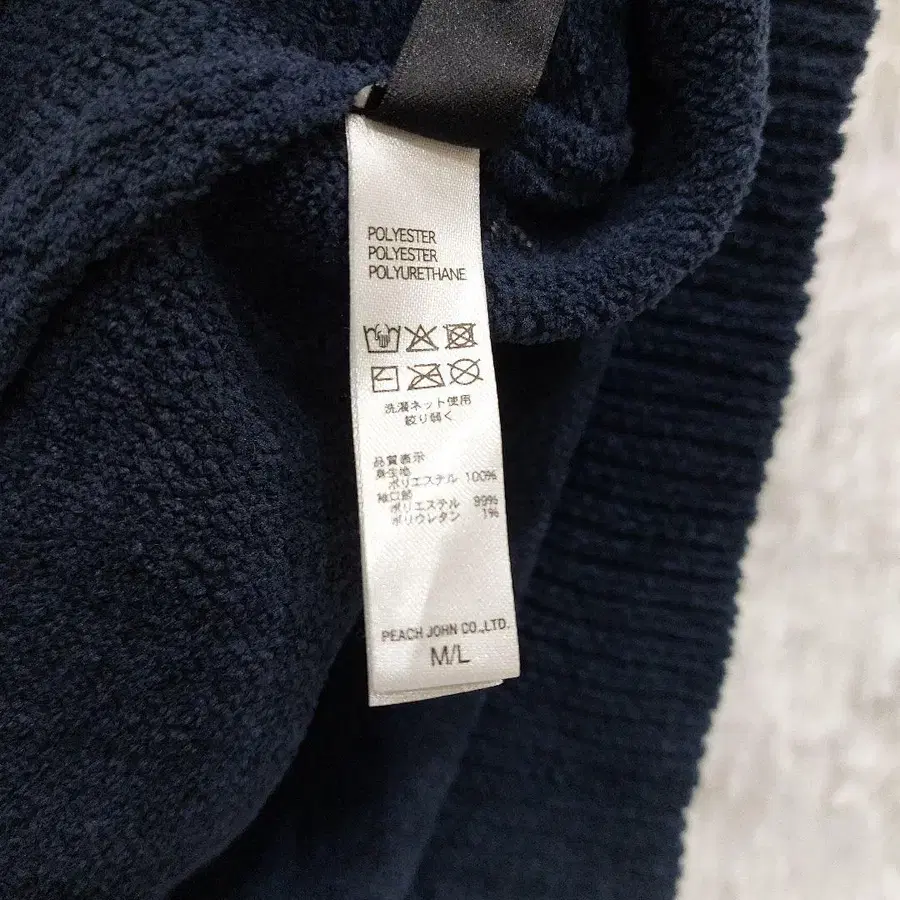 POLYESTER
POLYESTER
POLYURETHANE
洗濯ネット使用
絞り弱く
品質表示
身生地
ポリエステル 100%
袖口部
ポリエステル 99%
ポリウレタン 1%
PEACH JOHN CO.,LTD.
M/L